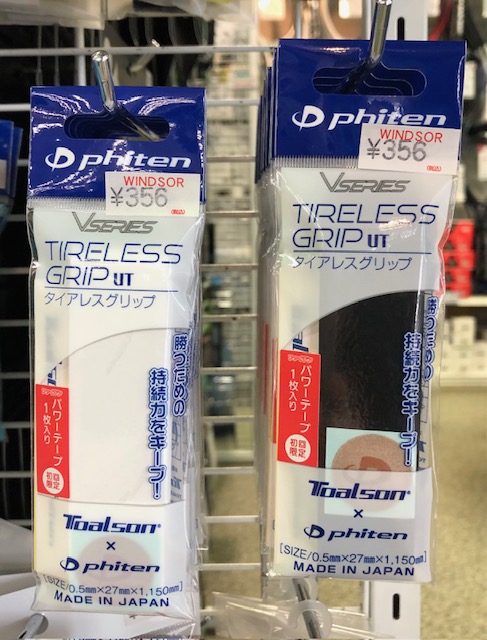 phiten
WINDSOR
¥356
(税込)
VSERIES
TIRELESS
GRIP UT
タイアレスグリップ
勝つための
持続力をキープ!
パワーテープ
1枚入り
初回
限定
Toalson
×
phiten
[SIZE/0.5mm×27mm×1,150mm]
MADE IN JAPAN
phiten
WINDSOR
¥356
(税込)
VSERIES
TIRELESS
GRIP UT
タイアレスグリップ
勝つための
持続力をキープ!
パワーテープ
1枚入り
初回
限定
Toalson
×
phiten
[SIZE/0.5mm×27mm×1,150mm]
MADE IN JAPAN